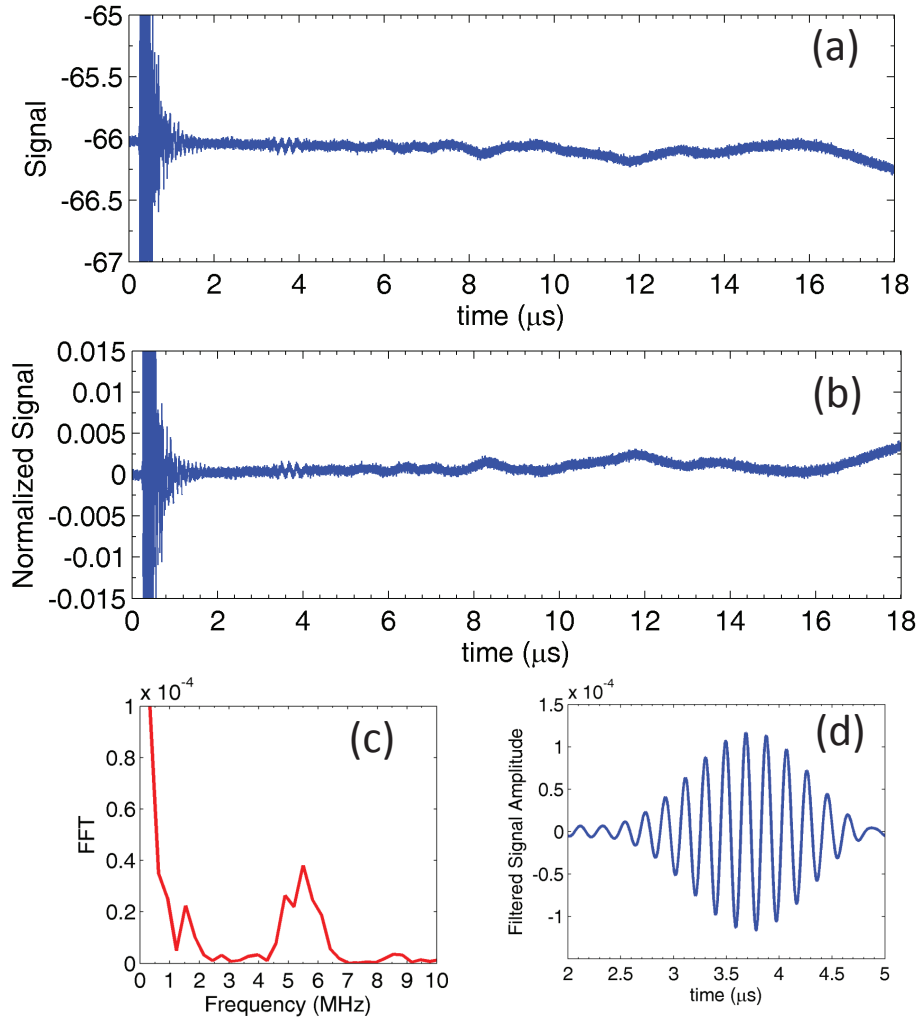 (a)
Signal
-65
-65.5
-66
-66.5
-67
0 2 4 6 8 10 12 14 16 18
time (μs)
(b)
Normalized Signal
0.015
0.01
0.005
0
-0.005
-0.01
-0.015
0 2 4 6 8 10 12 14 16 18
time (μs)
(c)
x 10-4
FFT
1
0.8
0.6
0.4
0.2
0
0 1 2 3 4 5 6 7 8 9 10
Frequency (MHz)
(d)
x 10-4
Filtered Signal Amplitude
1.5
1
0.5
0
-0.5
-1
2 2.5 3 3.5 4 4.5 5
time (μs)